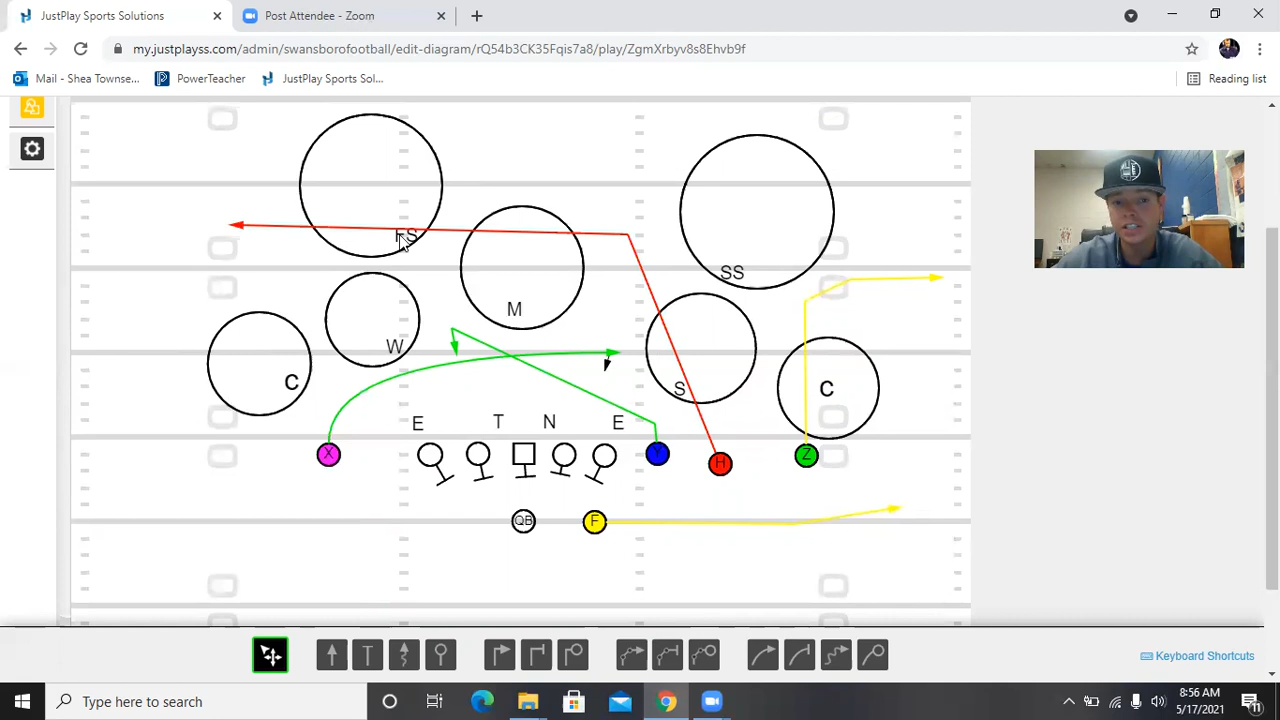 JustPlay Sports Solutions
Post Attendee - Zoom
my.justplayss.com/admin/swansborofootball/edit-diagram/rQ54b3CK35Fqis7a8/play/ZgmXrbyv8s8Ehvb9f
Mail - Shea Townse...
PowerTeacher
JustPlay Sports Sol...
Reading list
FS
SS
M
W
C
S
C
E
T
N
E
X
Y
H
Z
QB
F
T
Keyboard Shortcuts
Type here to search
8:56 AM
5/17/2021
11